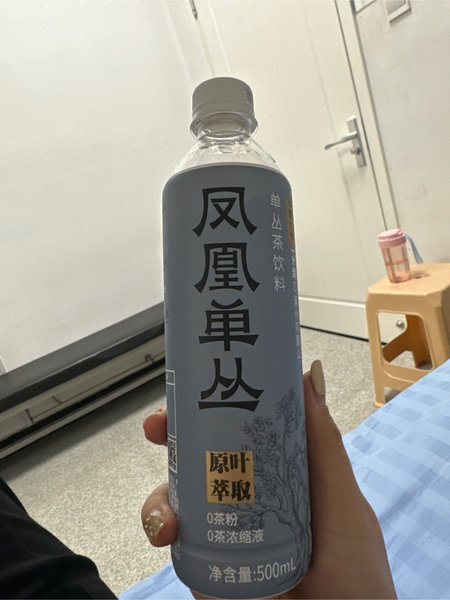 凤凰单丛
单丛茶饮料
原叶
萃取
0茶粉
0茶浓缩液
净含量:500mL